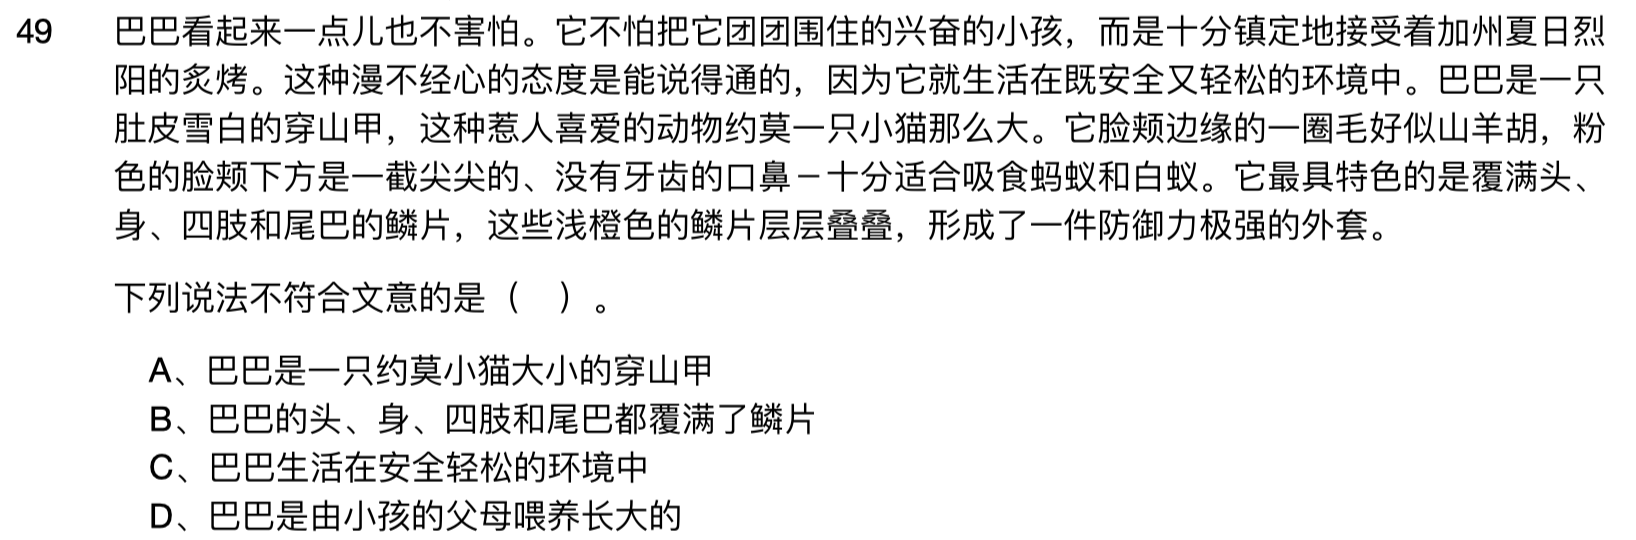 49 巴巴看起来一点儿也不害怕。它不怕把它团团围住的兴奋的小孩，而是十分镇定地接受着加州夏日烈
阳的炙烤。这种漫不经心的态度是能说得通的，因为它就生活在既安全又轻松的环境中。巴巴是一只
肚皮雪白的穿山甲，这种惹人喜爱的动物约莫一只小猫那么大。它脸颊边缘的一圈毛好似山羊胡，粉
色的脸颊下方是一截尖尖的、没有牙齿的口鼻－十分适合吸食蚂蚁和白蚁。它最具特色的是覆满头、
身、四肢和尾巴的鳞片，这些浅橙色的鳞片层层叠叠，形成了一件防御力极强的外套。
下列说法不符合文意的是（　）。
A、巴巴是一只约莫小猫大小的穿山甲
B、巴巴的头、身、四肢和尾巴都覆满了鳞片
C、巴巴生活在安全轻松的环境中
D、巴巴是由小孩的父母喂养长大的